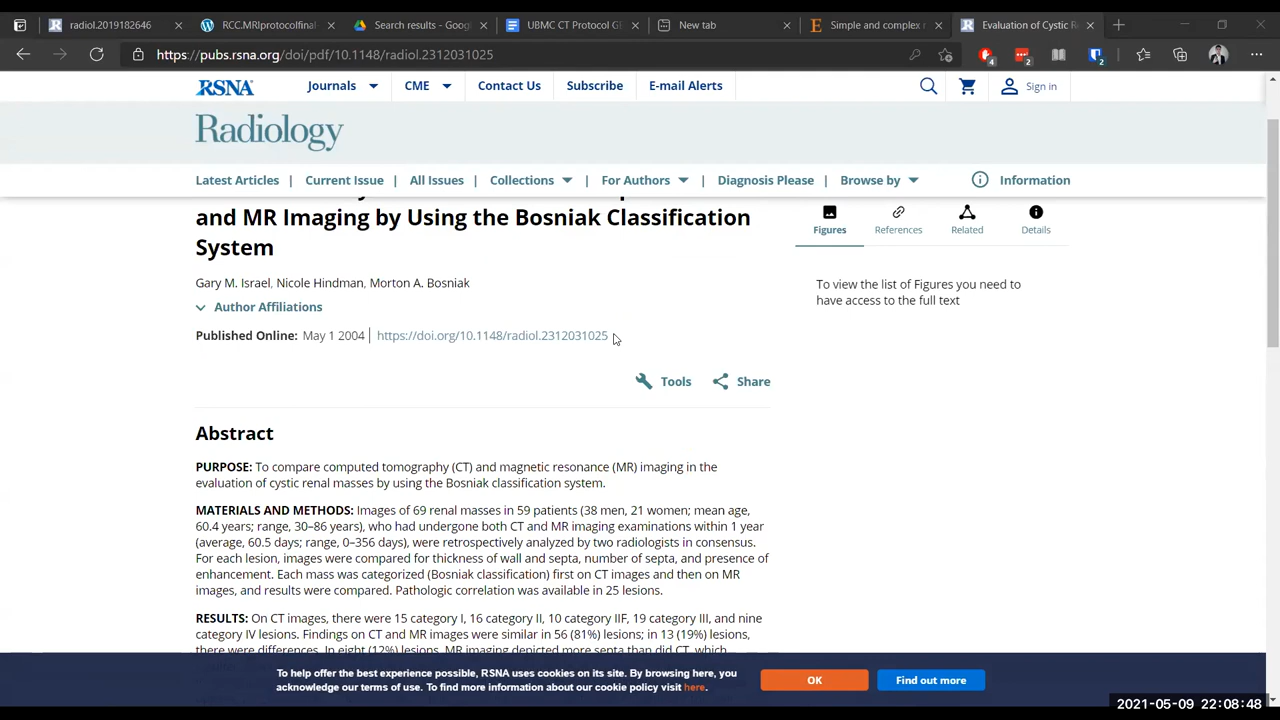 radiol.2019182646
RCC.MRIprotocolfinal
Search results - Goog
UBMC CT Protocol GE
New tab
Simple and complex r
Evaluation of Cystic R
https://pubs.rsna.org/doi/pdf/10.1148/radiol.2312031025
4
2
2
RSNA
Journals
CME
Contact Us
Subscribe
E-mail Alerts
Sign in
Radiology
Latest Articles | Current Issue | All Issues | Collections | For Authors | Diagnosis Please | Browse by
Information
and MR Imaging by Using the Bosniak Classification
System
Figures
References
Related
Details
To view the list of Figures you need to
have access to the full text
Gary M. Israel, Nicole Hindman, Morton A. Bosniak
Author Affiliations
Published Online: May 1 2004 | https://doi.org/10.1148/radiol.2312031025
Tools
Share
Abstract
PURPOSE: To compare computed tomography (CT) and magnetic resonance (MR) imaging in the
evaluation of cystic renal masses by using the Bosniak classification system.
MATERIALS AND METHODS: Images of 69 renal masses in 59 patients (38 men, 21 women; mean age,
60.4 years; range, 30–86 years), who had undergone both CT and MR imaging examinations within 1 year
(average, 60.5 days; range, 0–356 days), were retrospectively analyzed by two radiologists in consensus.
For each lesion, images were compared for thickness of wall and septa, number of septa, and presence of
enhancement. Each mass was categorized (Bosniak classification) first on CT images and then on MR
images, and results were compared. Pathologic correlation was available in 25 lesions.
RESULTS: On CT images, there were 15 category I, 16 category II, 10 category IIF, 19 category III, and nine
category IV lesions. Findings on CT and MR images were similar in 56 (81%) lesions; in 13 (19%) lesions,
there were differences. In eight (12%) lesions, MR imaging depicted more septa than did CT, which
To help offer the best experience possible, RSNA uses cookies on its site. By browsing here, you
acknowledge our terms of use. To find more information about our cookie policy visit here.
OK
Find out more
2021-05-09 22:08:48